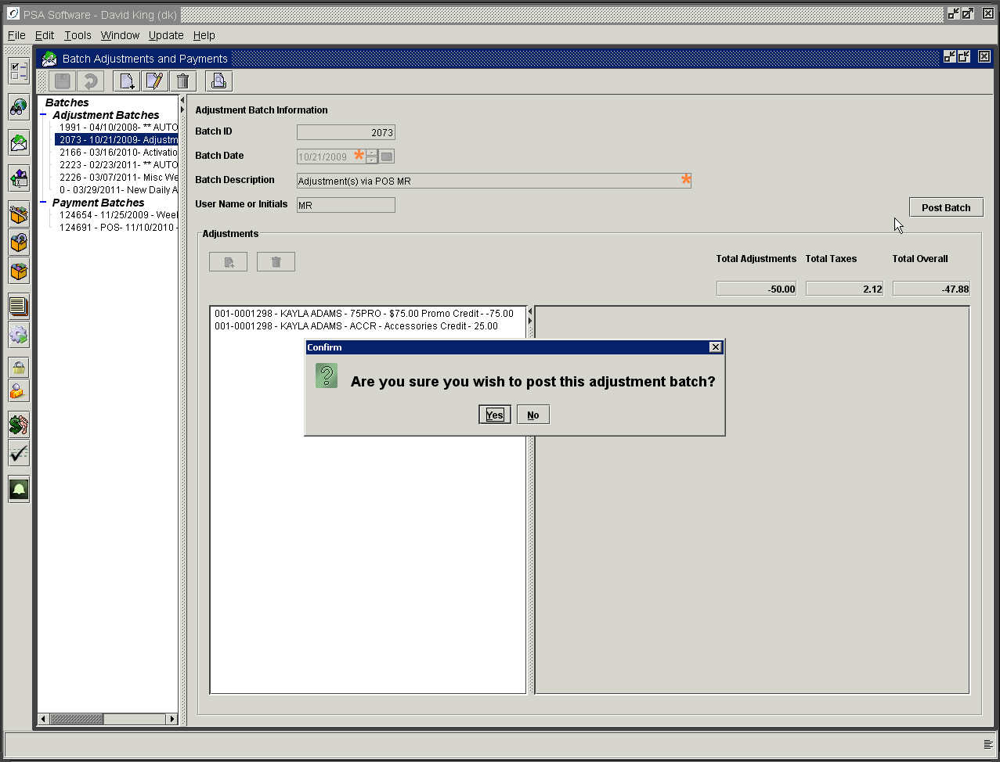 PSA Software - David King (dk)
File Edit Tools Window Update Help
Batch Adjustments and Payments
Batches
Adjustment Batches
1991 - 04/10/2008- ** AUTO
2073 - 10/21/2009- Adjustm
2166 - 03/16/2010- Activatio
2223 - 02/23/2011- ** AUTO
2226 - 03/07/2011- Misc We
0 - 03/29/2011- New Daily A
Payment Batches
124654 - 11/25/2009 - Weel
124691 - POS- 11/10/2010 -
Adjustment Batch Information
Batch ID 2073
Batch Date 10/21/2009 *
Batch Description Adjustment(s) via POS MR *
User Name or Initials MR
Post Batch
Adjustments
Total Adjustments Total Taxes Total Overall
-50.00 2.12 -47.88
001-0001298 - KAYLA ADAMS - 75PRO - $75.00 Promo Credit - -75.00
001-0001298 - KAYLA ADAMS - ACCR - Accessories Credit - 25.00
Confirm
? Are you sure you wish to post this adjustment batch?
Yes No